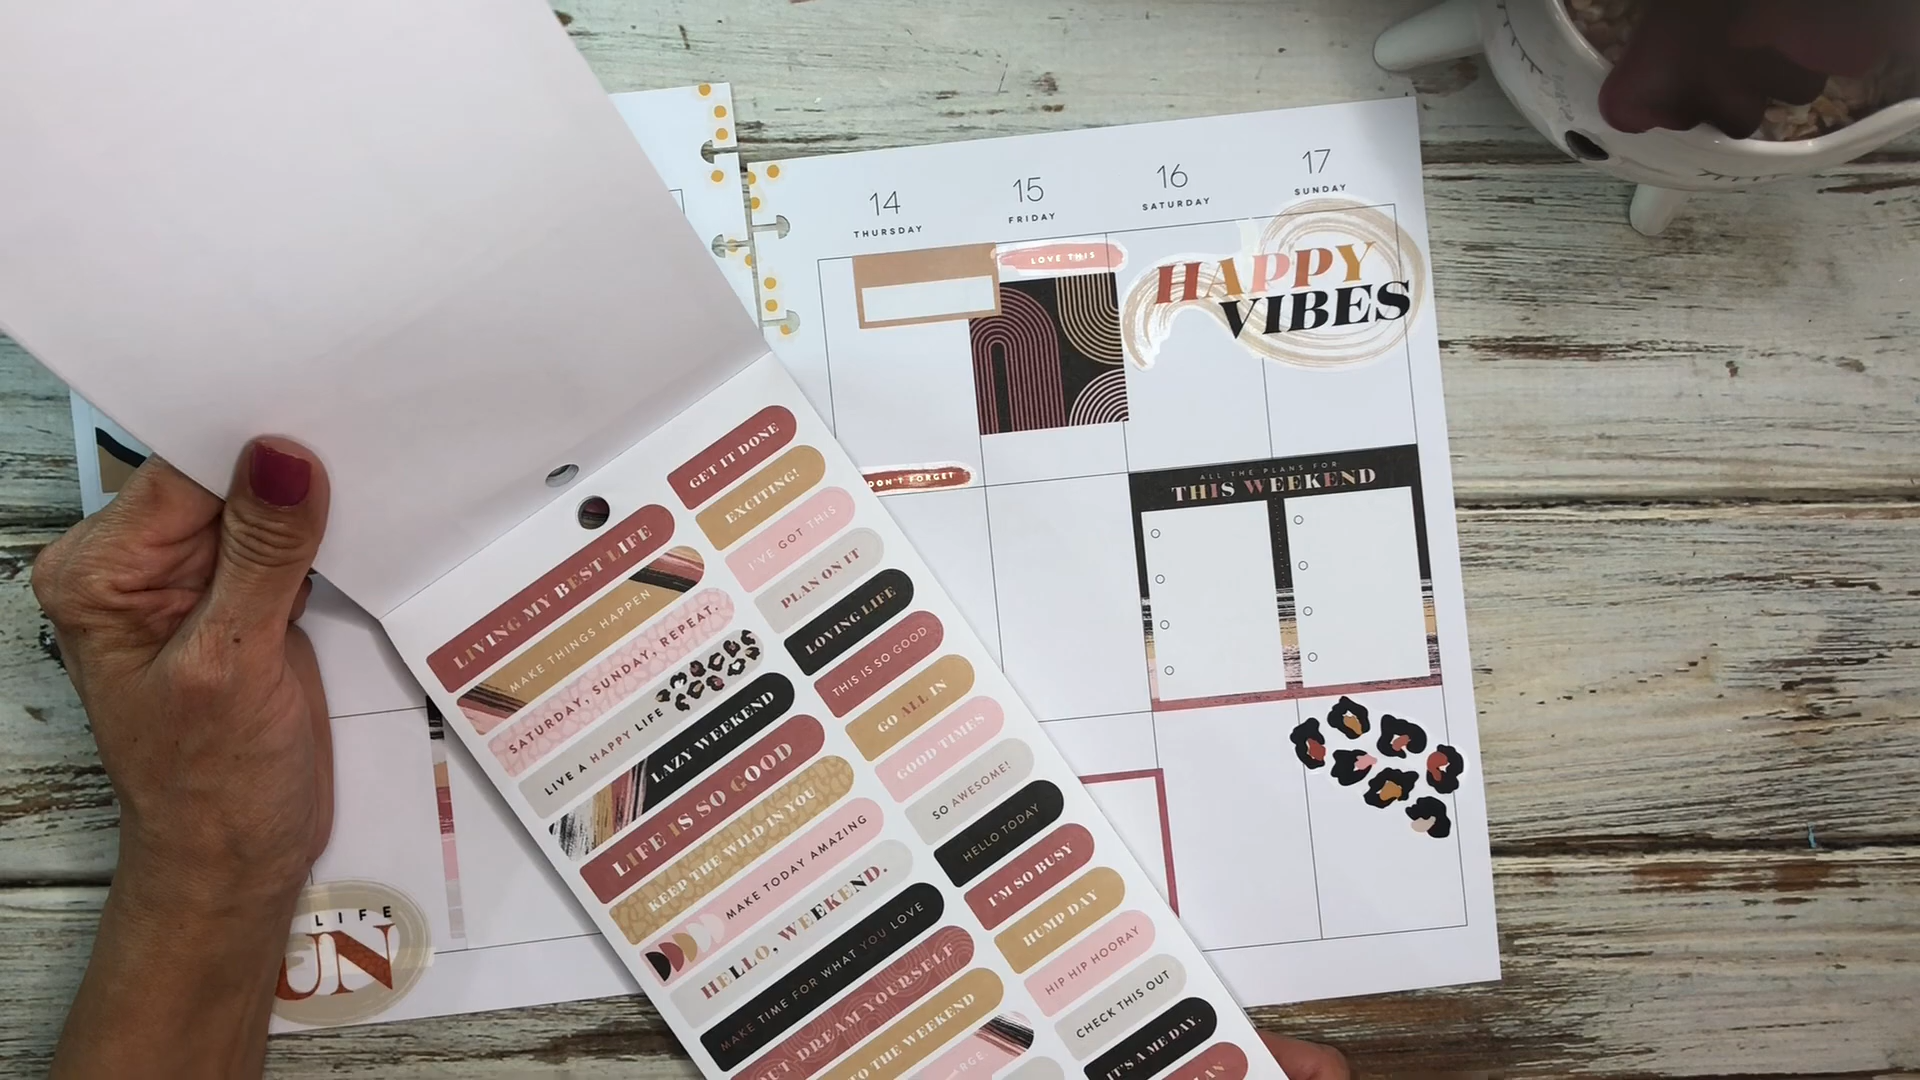 14
THURSDAY
15
FRIDAY
16
SATURDAY
17
SUNDAY
LOVE THIS
HAPPY
VIBES
DON'T FORGET
ALL THE PLANS FOR
THIS WEEKEND
LIFE
LIVING MY BEST LIFE
MAKE THINGS HAPPEN
SATURDAY, SUNDAY, REPEAT.
LIVE A HAPPY LIFE
LAZY WEEKEND
LIFE IS SO GOOD
KEEP THE WILD IN YOU
MAKE TODAY AMAZING
HELLO, WEEKEND.
MAKE TIME FOR WHAT YOU LOVE
DREAM YOURSELF
TO THE WEEKEND
GET IT DONE
EXCITING!
I'VE GOT THIS
PLAN ON IT
LOVING LIFE
THIS IS SO GOOD
GO ALL IN
GOOD TIMES
SO AWESOME!
HELLO TODAY
I'M SO BUSY
HUMP DAY
HIP HIP HOORAY
CHECK THIS OUT
IT'S A ME DAY.